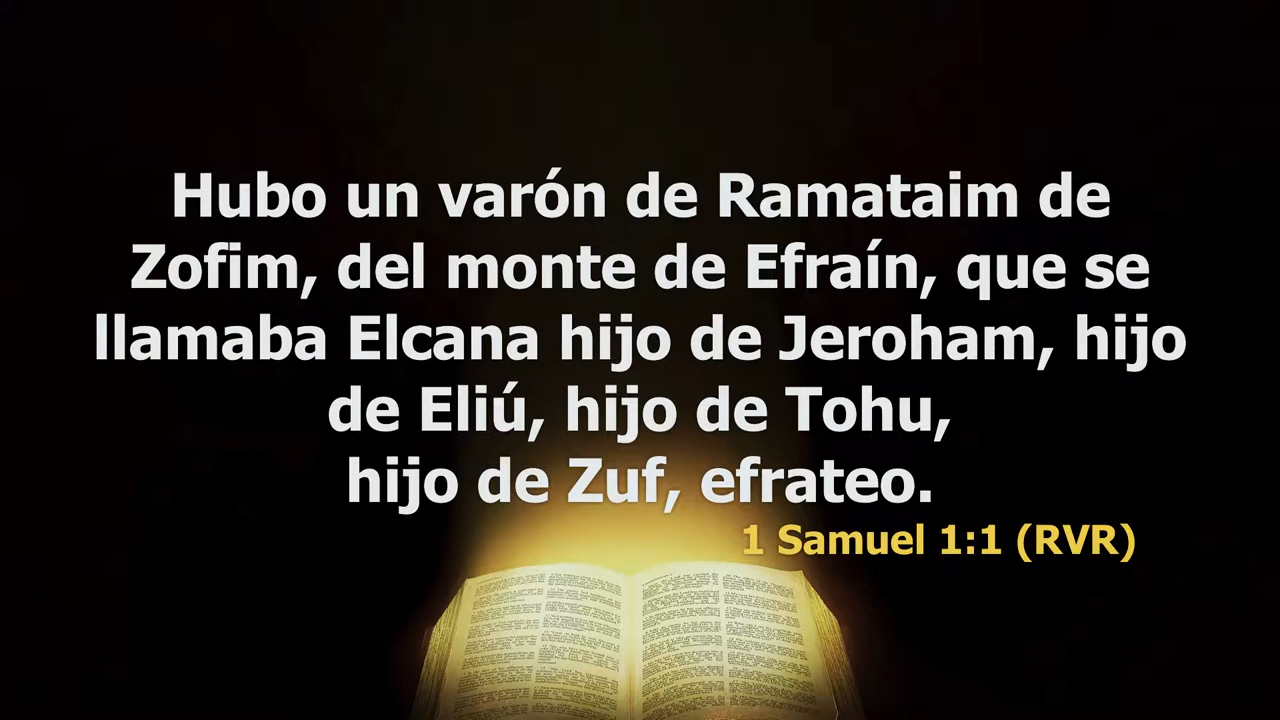 Hubo un varón de Ramataim de
Zofim, del monte de Efraín, que se
llamaba Elcana hijo de Jeroham, hijo
de Eliú, hijo de Tohu,
hijo de Zuf, efrateo.
1 Samuel 1:1 (RVR)